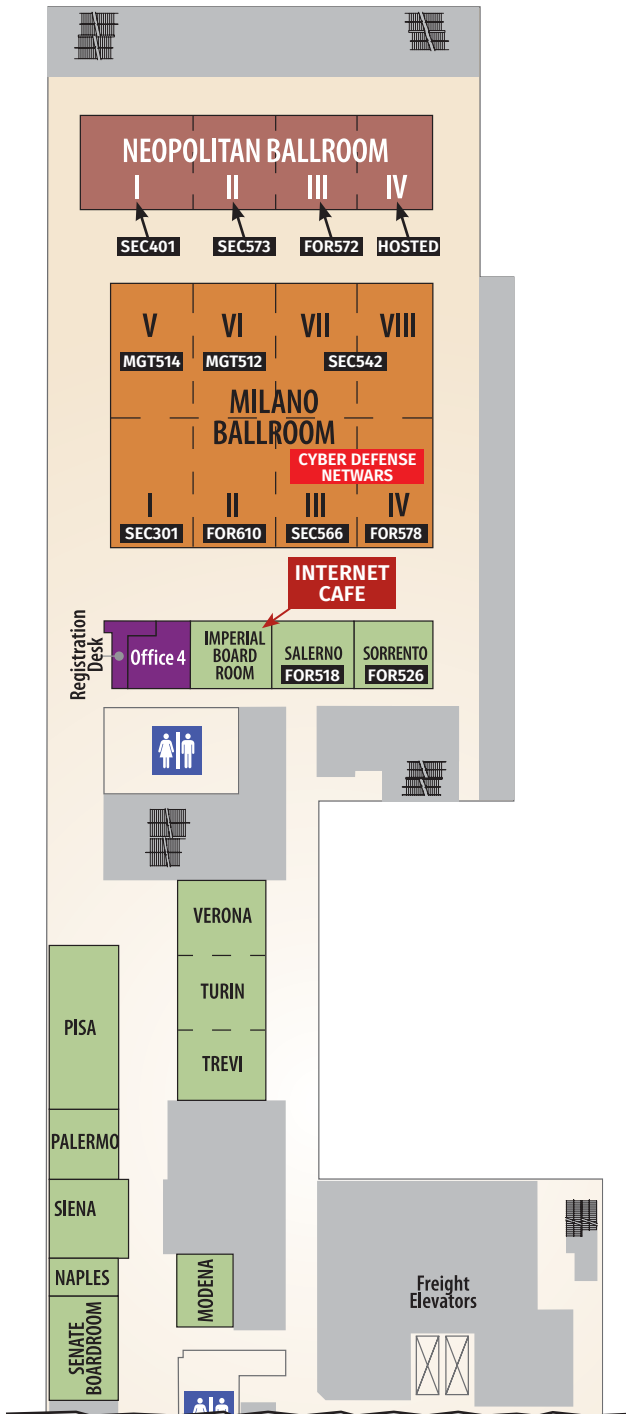 NEOPOLITAN BALLROOM
I II III IV
SEC401 SEC573 FOR572 HOSTED
V VI VII VIII
MGT514 MGT512 SEC542
MILANO
BALLROOM
CYBER DEFENSE
NETWARS
I II III IV
SEC301 FOR610 SEC566 FOR578
INTERNET
CAFE
Registration
Desk
Office 4
IMPERIAL
BOARD
ROOM
SALERNO
FOR518
SORRENTO
FOR526
VERONA
TURIN
TREVI
PISA
PALERMO
SIENA
NAPLES
SENATE
BOARDROOM
MODENA
Freight
Elevators